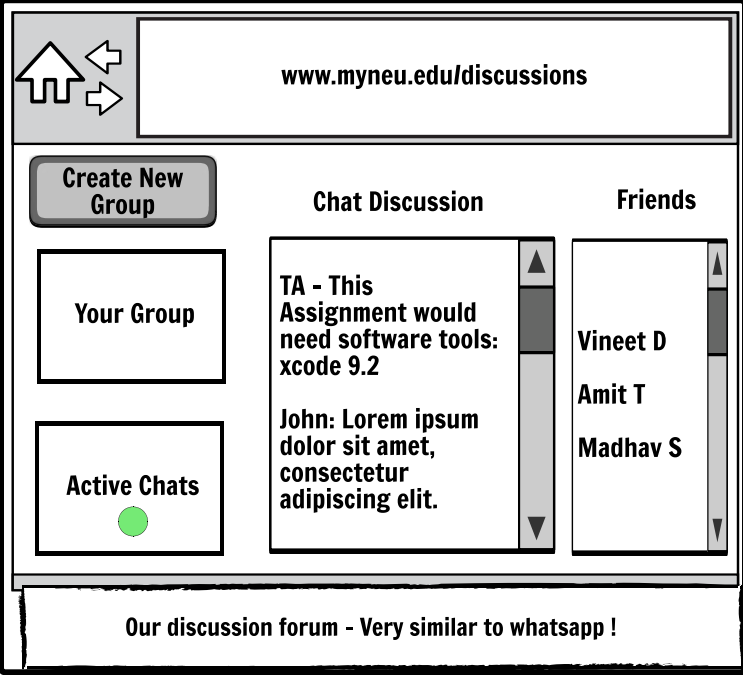 www.myneu.edu/discussions
Create New
Group
Chat Discussion
Friends
Your Group
Active Chats
TA - This
Assignment would
need software tools:
xcode 9.2
John: Lorem ipsum
dolor sit amet,
consectetur
adipiscing elit.
Vineet D
Amit T
Madhav S
Our discussion forum - Very similar to whatsapp !